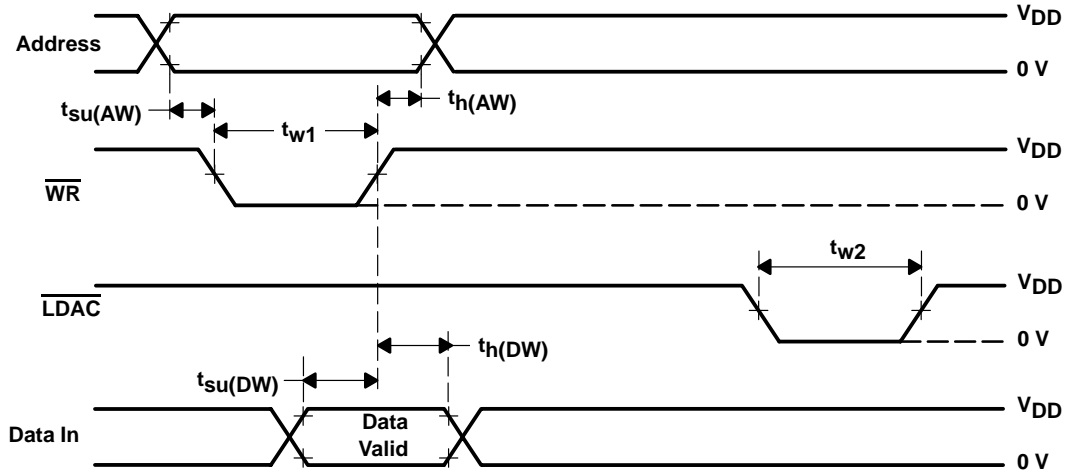 Address
VDD
0 V
tsu(AW)
th(AW)
tw1
WR
VDD
0 V
tw2
LDAC
VDD
0 V
th(DW)
tsu(DW)
Data In
Data
Valid
VDD
0 V